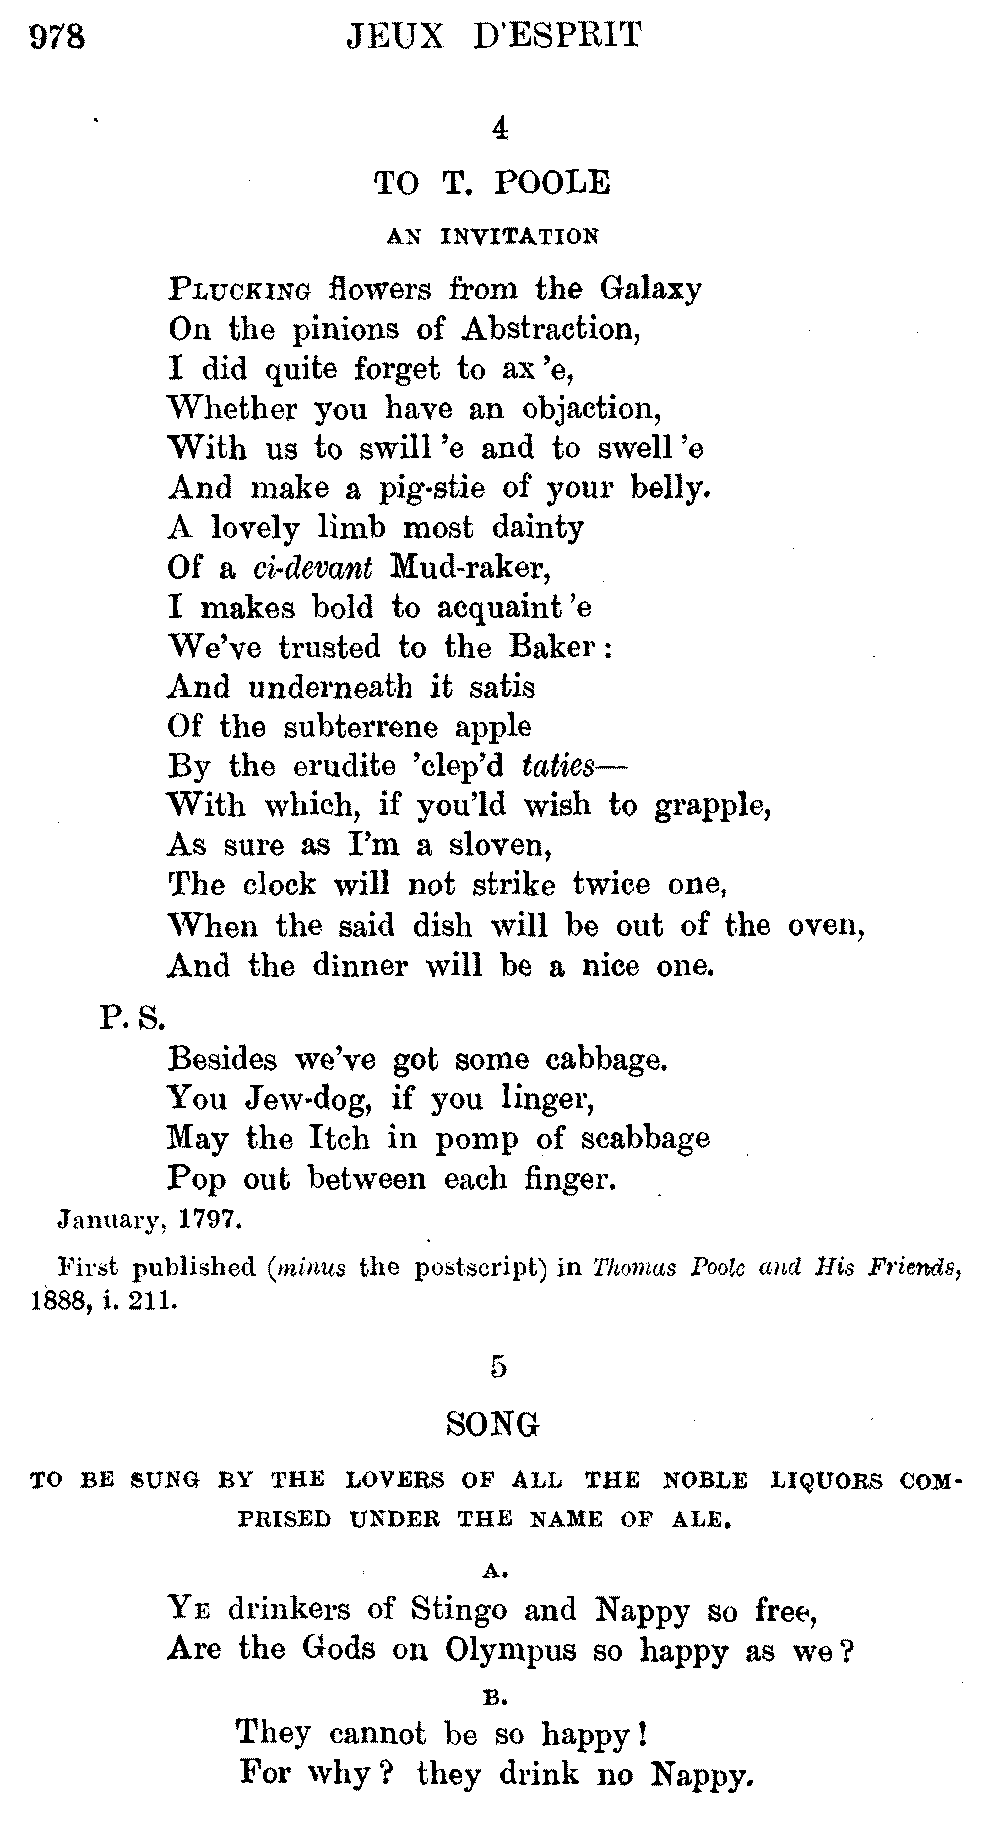 978 JEUX D'ESPRIT
4
TO T. POOLE
AN INVITATION
PLUCKING flowers from the Galaxy
On the pinions of Abstraction,
I did quite forget to ax 'e,
Whether you have an objaction,
With us to swill 'e and to swell 'e
And make a pig-stie of your belly.
A lovely limb most dainty
Of a ci-devant Mud-raker,
I makes bold to acquaint 'e
We've trusted to the Baker:
And underneath it satis
Of the subterrene apple
By the erudite 'clep'd taties—
With which, if you'ld wish to grapple,
As sure as I'm a sloven,
The clock will not strike twice one,
When the said dish will be out of the oven,
And the dinner will be a nice one.
P. S.
Besides we've got some cabbage.
You Jew-dog, if you linger,
May the Itch in pomp of scabbage
Pop out between each finger.
January, 1797.
First published (minus the postscript) in Thomas Poole and His Friends,
1888, i. 211.
5
SONG
TO BE SUNG BY THE LOVERS OF ALL THE NOBLE LIQUORS COM-
PRISED UNDER THE NAME OF ALE.
A.
YE drinkers of Stingo and Nappy so free,
Are the Gods on Olympus so happy as we?
B.
They cannot be so happy!
For why? they drink no Nappy.